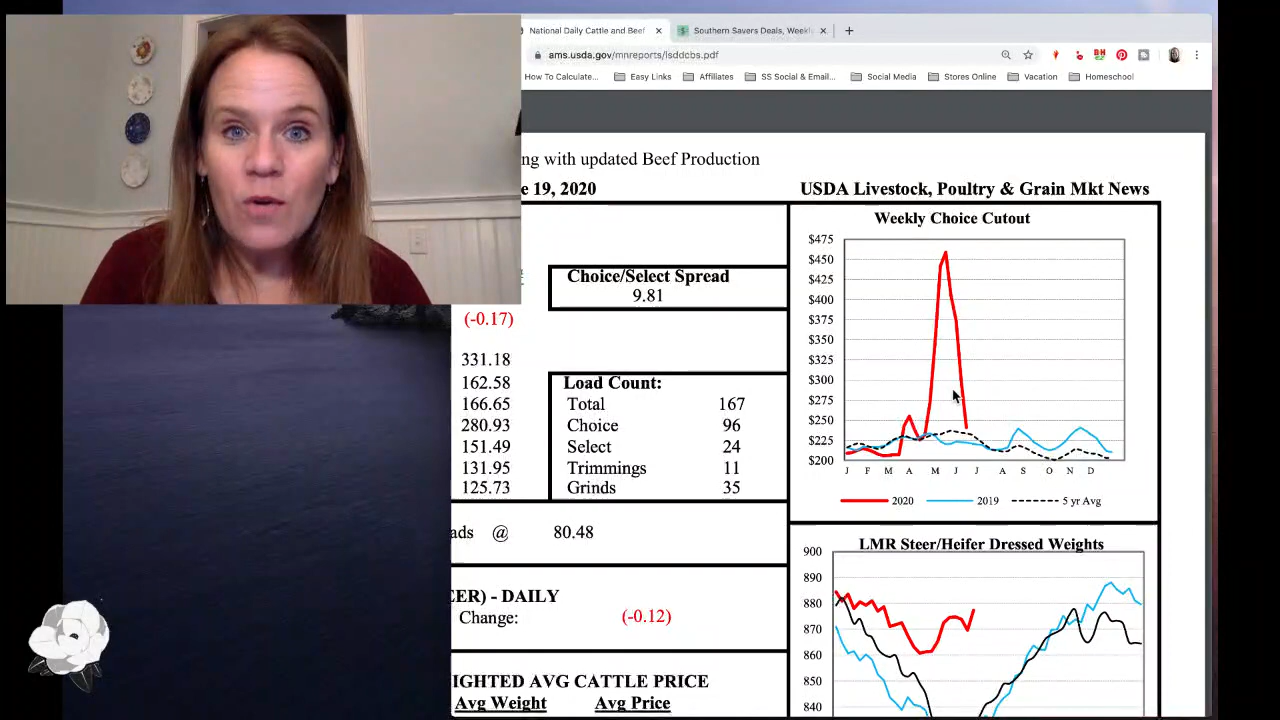 National Daily Cattle and Beef
Southern Savers Deals, Weekl
ams.usda.gov/mnreports/lsddcbs.pdf
How To Calculate...
Easy Links
Affiliates
SS Social & Email...
Social Media
Stores Online
Vacation
Homeschool
ng with updated Beef Production
e 19, 2020
USDA Livestock, Poultry & Grain Mkt News
Choice/Select Spread
9.81
(-0.17)
331.18
162.58
166.65
280.93
151.49
131.95
125.73
Load Count:
Total 167
Choice 96
Select 24
Trimmings 11
Grinds 35
ads @ 80.48
CER) - DAILY
Change: (-0.12)
IGHTED AVG CATTLE PRICE
Avg Weight Avg Price
Weekly Choice Cutout
$475
$450
$425
$400
$375
$350
$325
$300
$275
$250
$225
$200
J F M A M J J A S O N D
2020 2019 5 yr Avg
LMR Steer/Heifer Dressed Weights
900
890
880
870
860
850
840